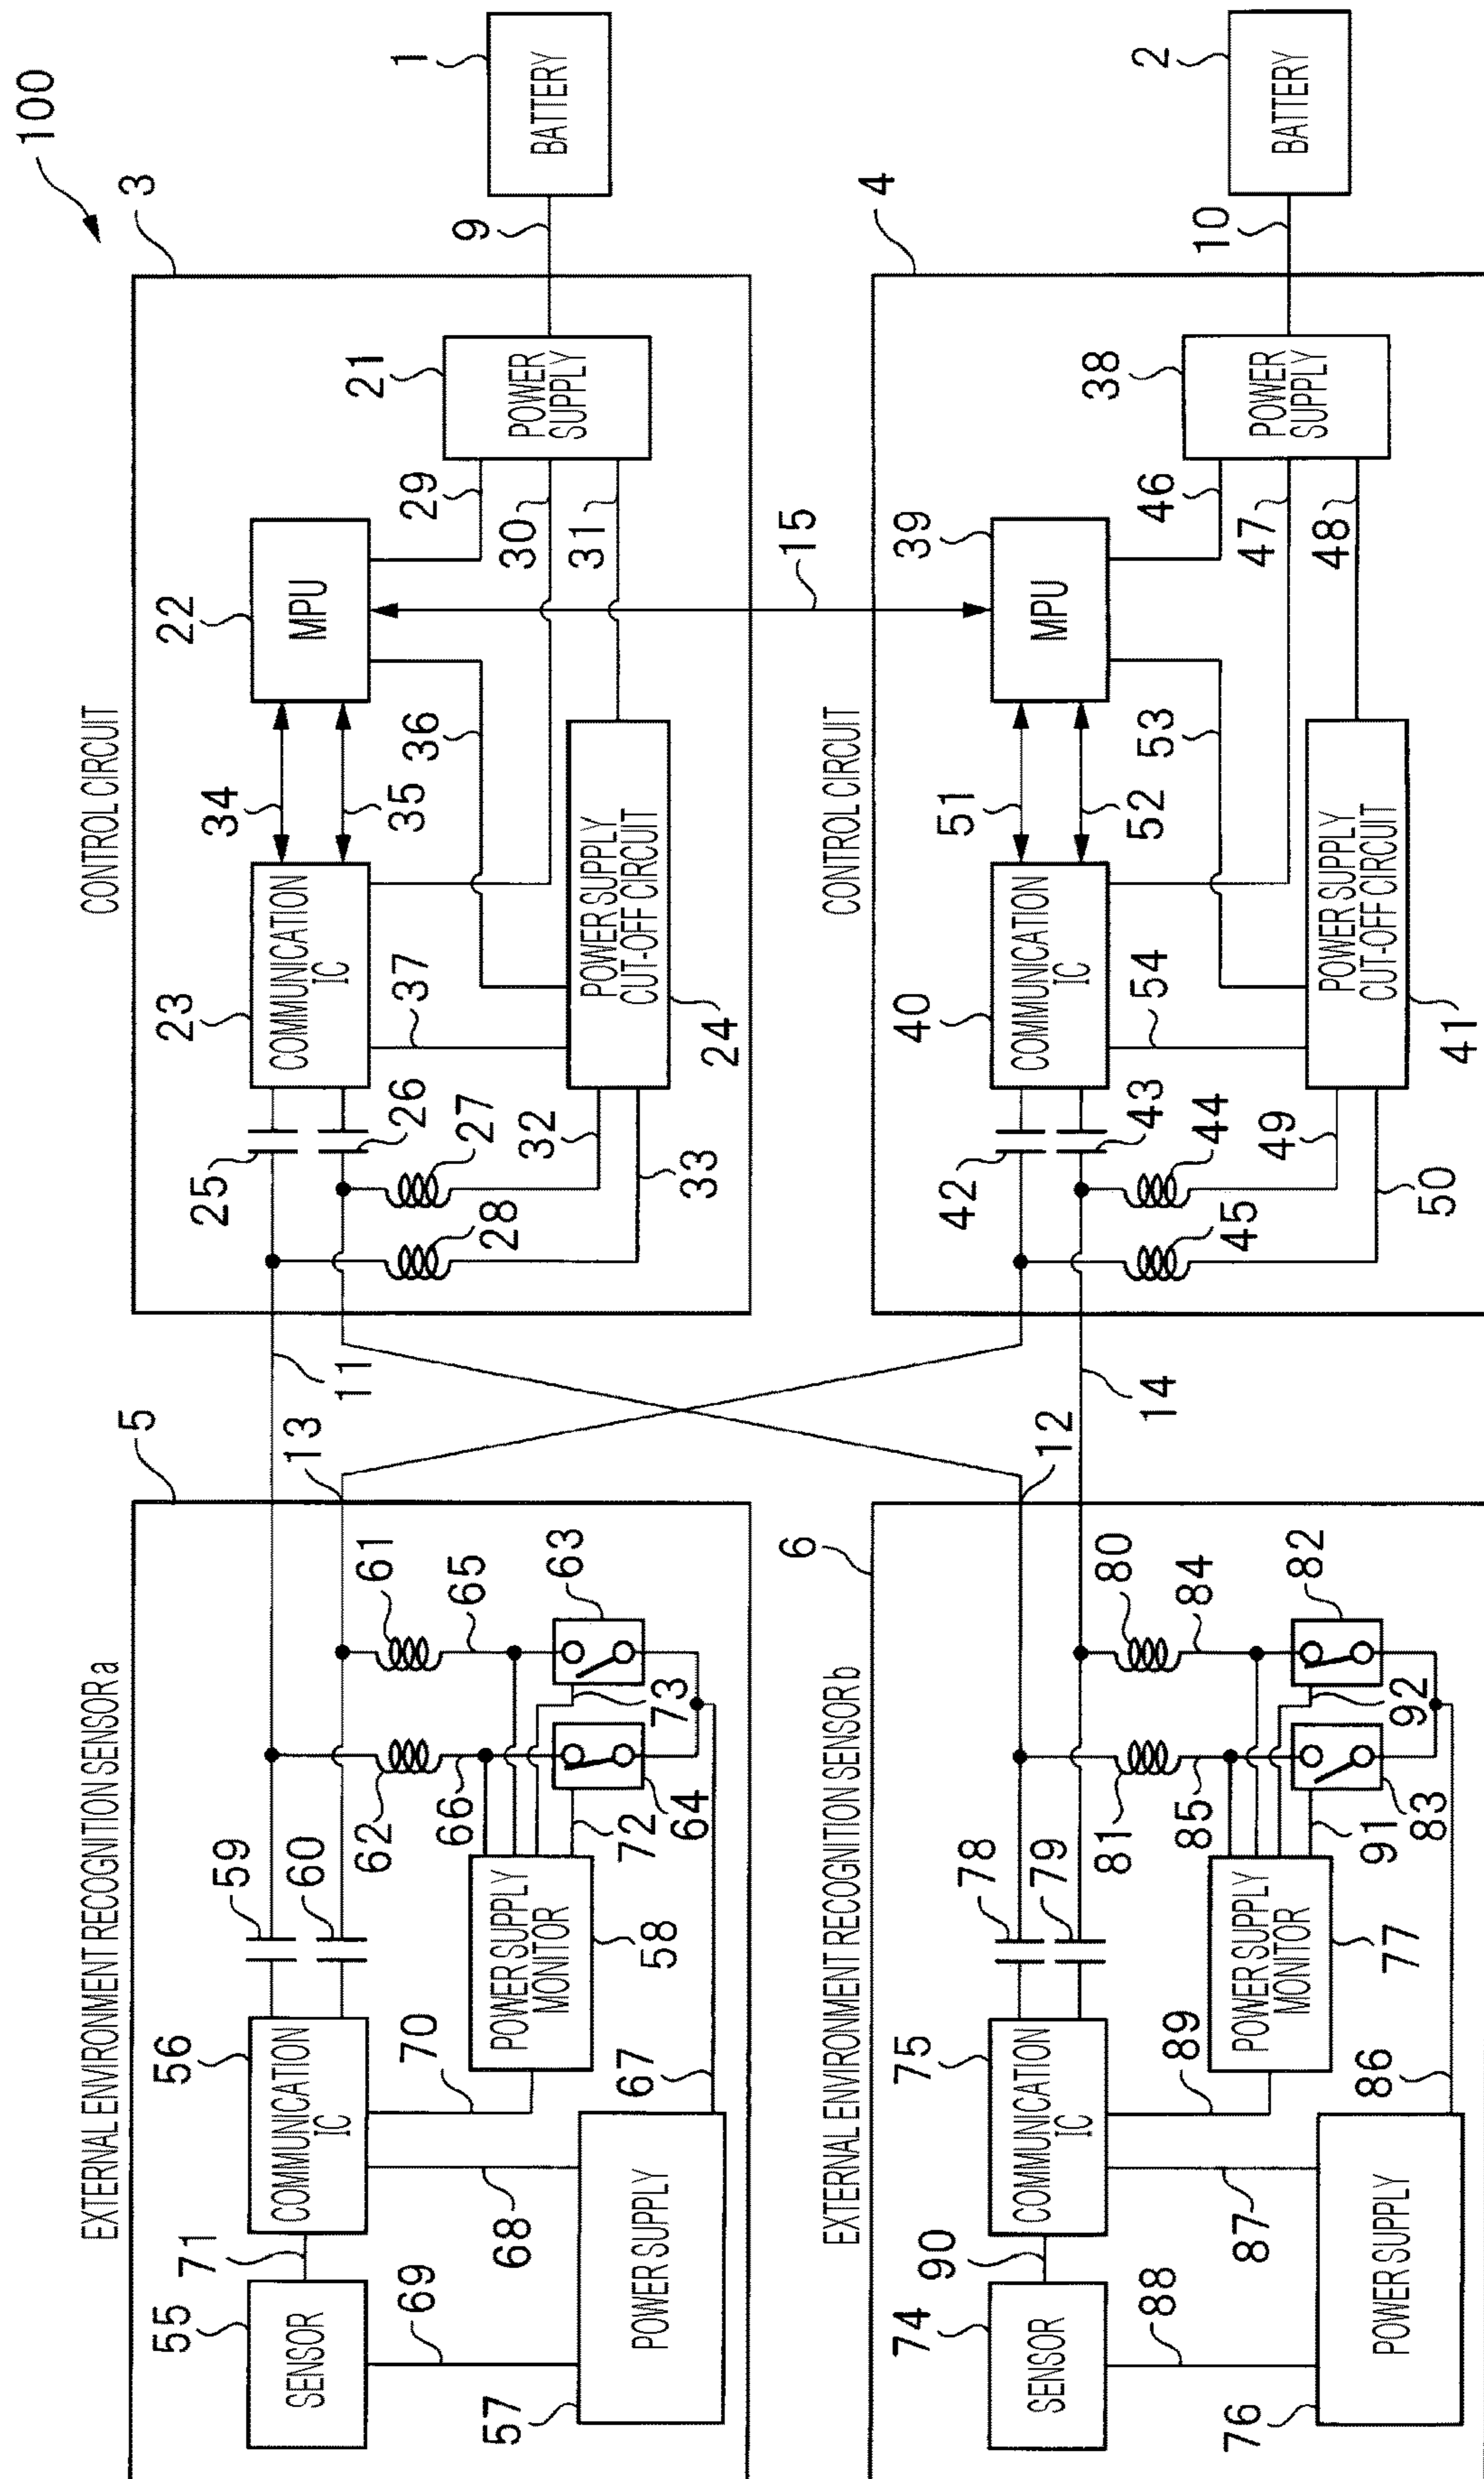 100
EXTERNAL ENVIRONMENT RECOGNITION SENSOR a
5
CONTROL CIRCUIT
3
55
SENSOR
71
56
COMMUNICATION
IC
59
60
13
11
25
26
23
COMMUNICATION
IC
34
35
22
MPU
69
68
70
62
61
66
65
28
27
37
36
29
30
31
21
POWER
SUPPLY
9
1
BATTERY
57
POWER SUPPLY
67
58
POWER SUPPLY
MONITOR
72
73
64
63
33
32
24
POWER SUPPLY
CUT-OFF CIRCUIT
15
EXTERNAL ENVIRONMENT RECOGNITION SENSOR b
6
CONTROL CIRCUIT
4
74
SENSOR
90
75
COMMUNICATION
IC
78
79
12
14
42
43
40
COMMUNICATION
IC
51
52
39
MPU
88
87
89
81
80
85
84
45
44
54
53
46
47
48
38
POWER
SUPPLY
10
2
BATTERY
76
POWER SUPPLY
86
77
POWER SUPPLY
MONITOR
91
92
83
82
50
49
41
POWER SUPPLY
CUT-OFF CIRCUIT